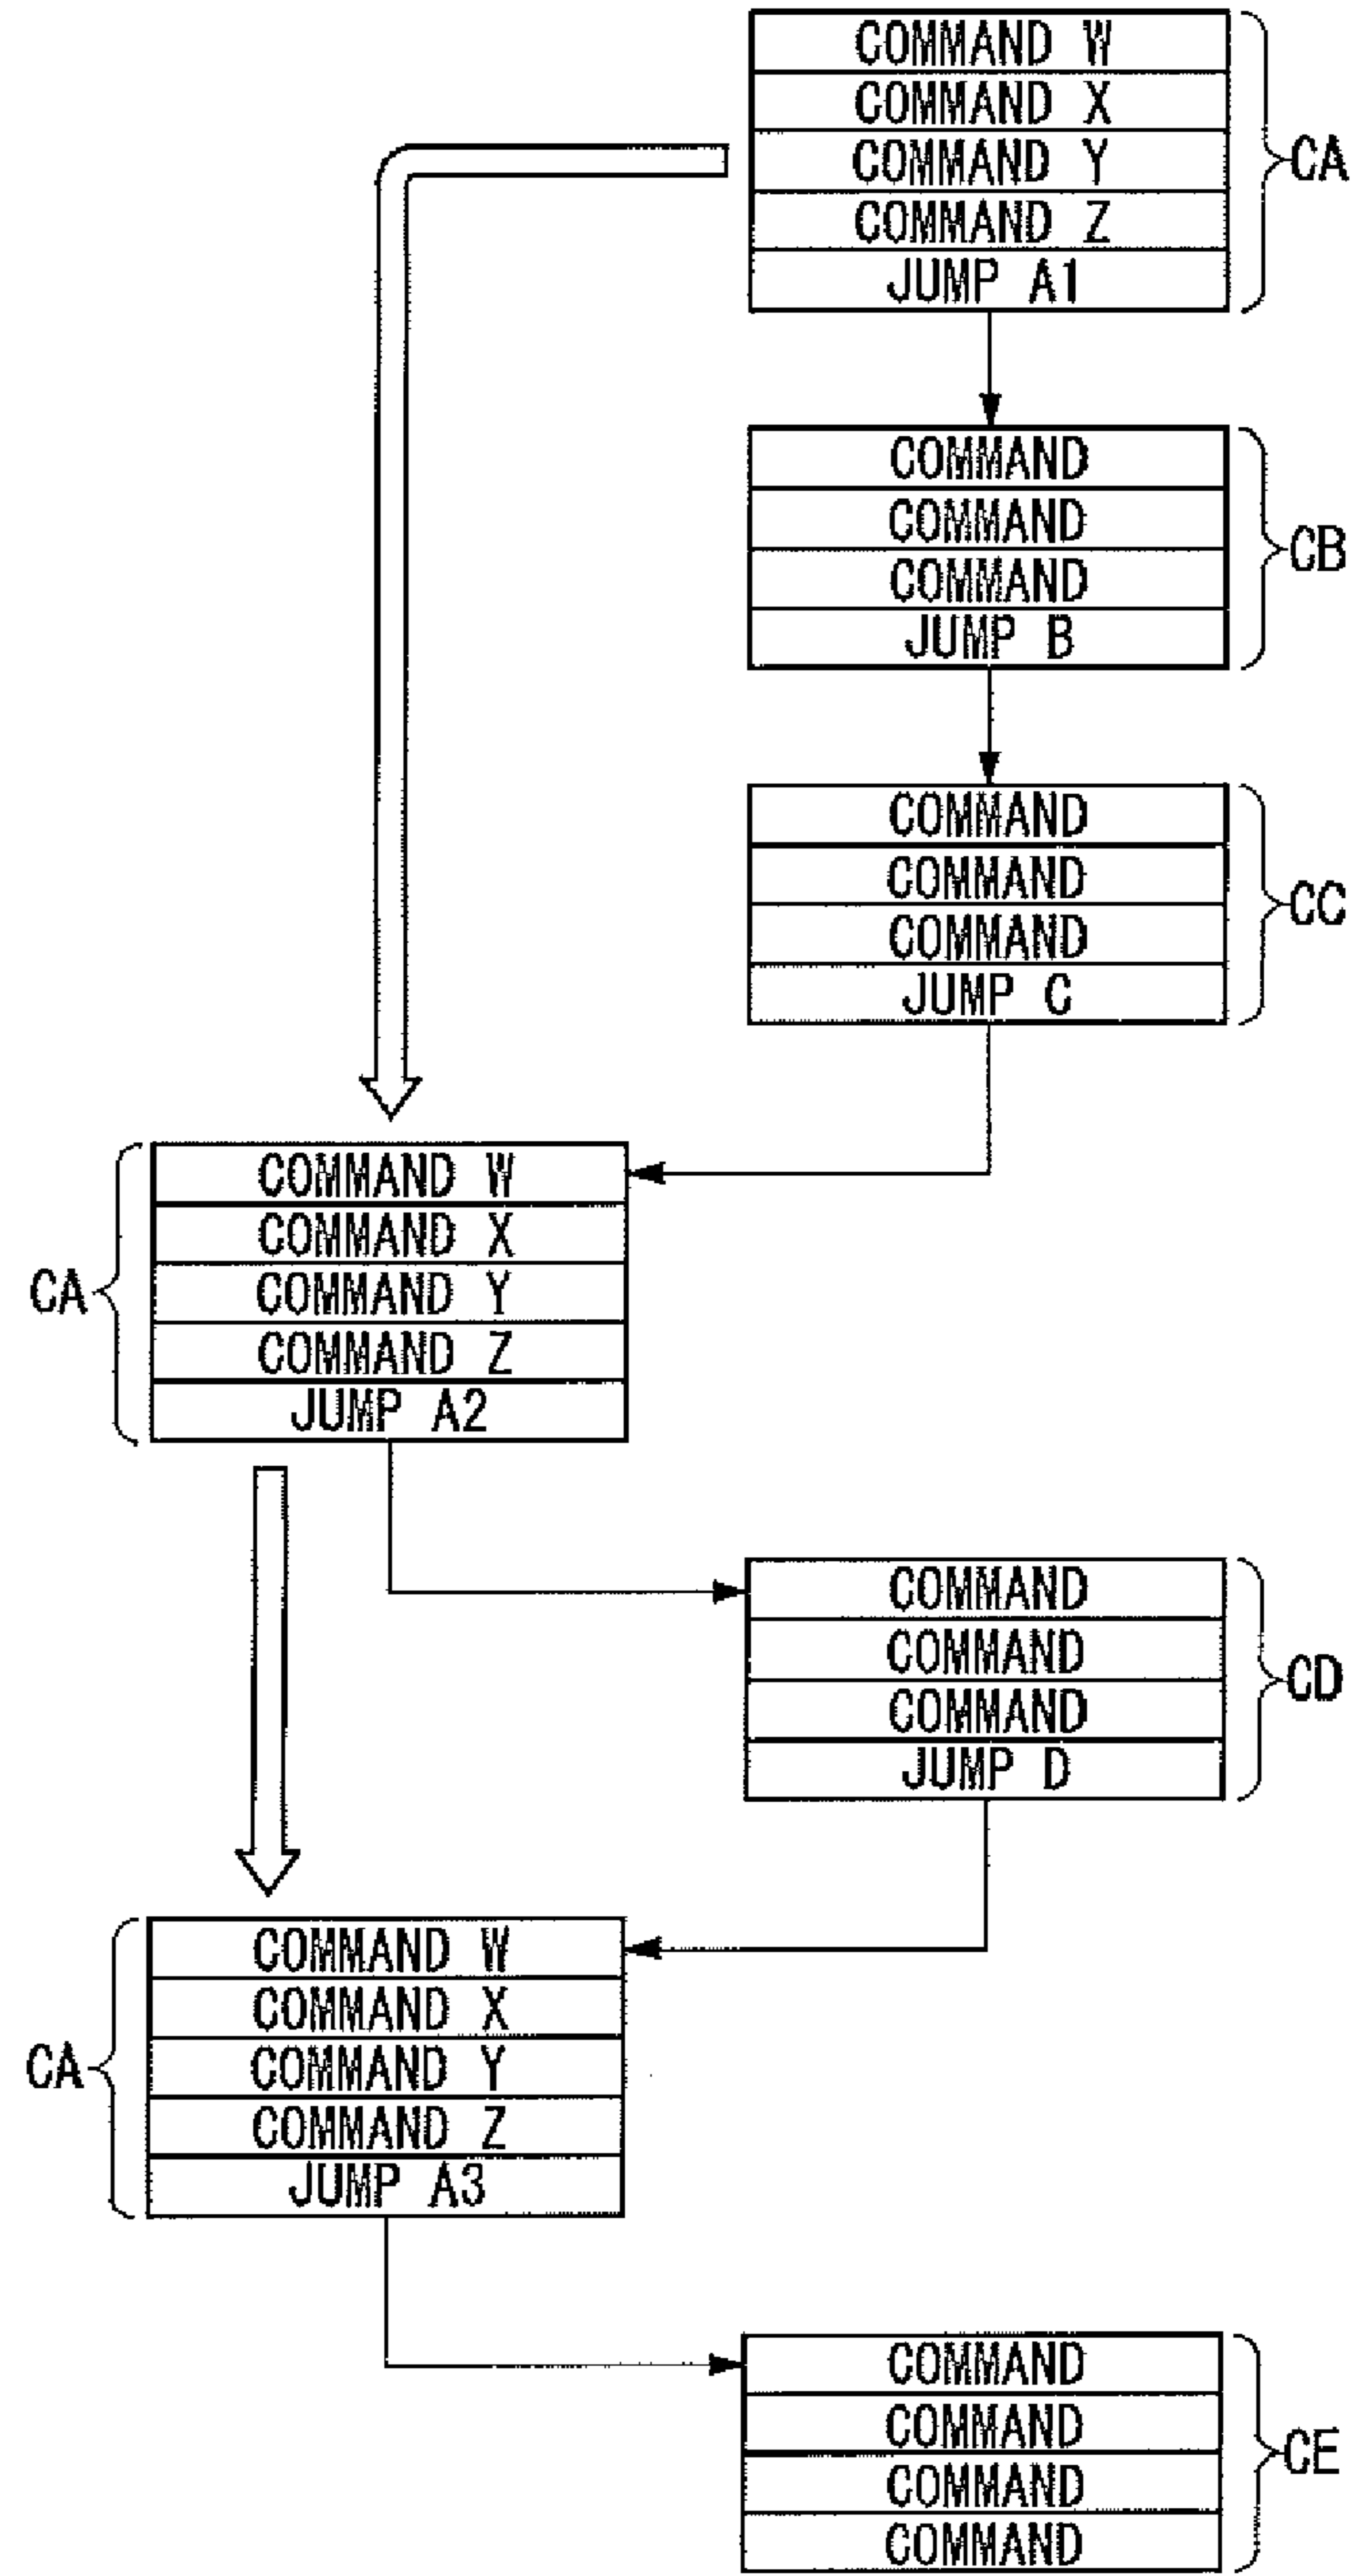 COMMAND W
COMMAND X
COMMAND Y
COMMAND Z
JUMP A1
CA
COMMAND
COMMAND
COMMAND
JUMP B
CB
COMMAND
COMMAND
COMMAND
JUMP C
CC
CA
COMMAND W
COMMAND X
COMMAND Y
COMMAND Z
JUMP A2
COMMAND
COMMAND
COMMAND
JUMP D
CD
CA
COMMAND W
COMMAND X
COMMAND Y
COMMAND Z
JUMP A3
COMMAND
COMMAND
COMMAND
COMMAND
CE